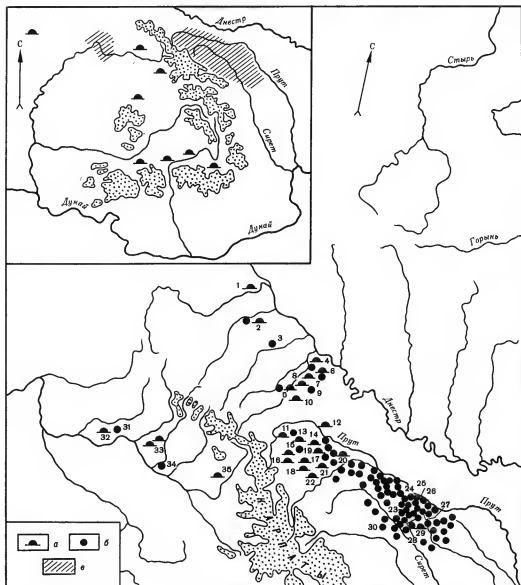 С
Днестр
Прут
Сирет
Дунай
Дунай
С
Стырь
Горынь
Днестр
Прут
Прут
Сирет
1
2
3
4
6
8
7
5
9
10
11
13
12
14
15
19
20
16
17
18
21
22
32
31
33
34
35
24
25
26
23
27
30
29
28
а
б
в